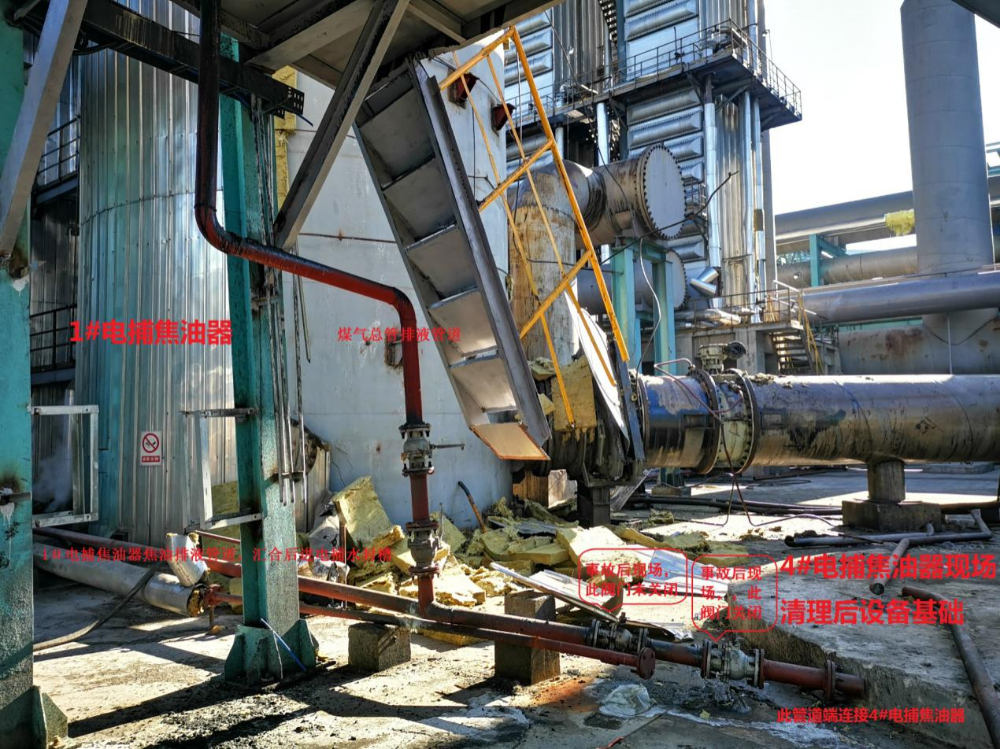 1#电捕焦油器
煤气总管排液管道
1#电捕焦油器焦油排液管道，汇合后进电捕水封槽
事故后现场，
此阀门未关闭
事故后现
场，，此
阀门关闭
4#电捕焦油器现场
清理后设备基础
此管道端连接4#电捕焦油器